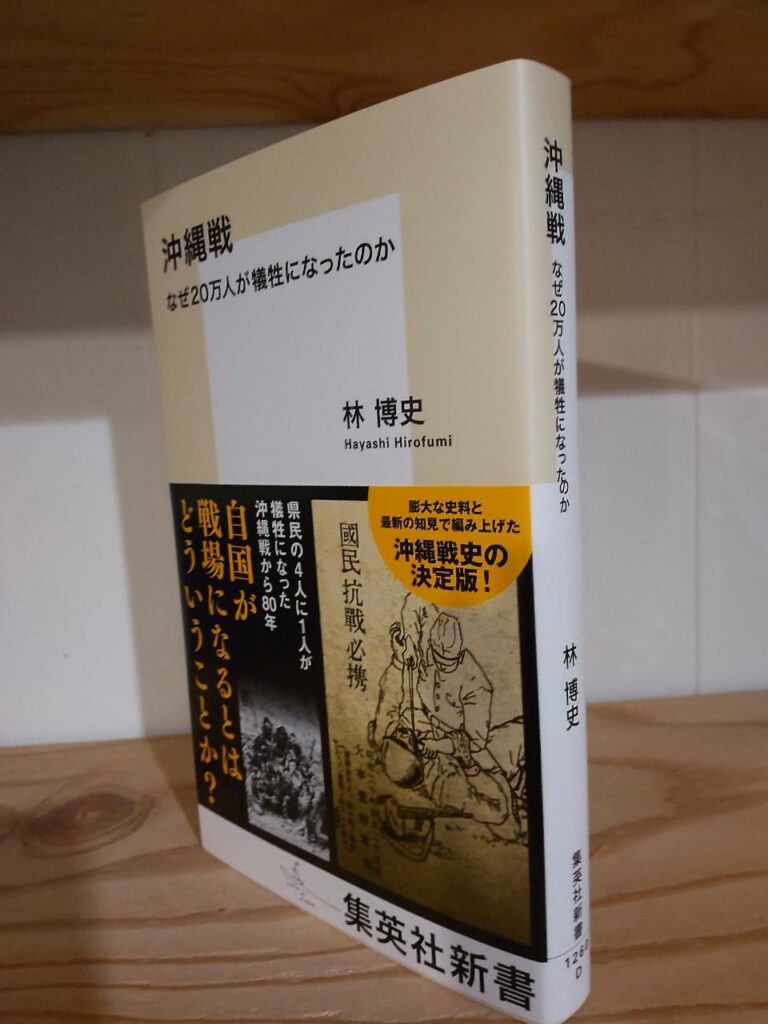 沖縄戦
なぜ20万人が犠牲になったのか
林 博史
Hayashi Hirofumi
膨大な史料と
最新の知見で編み上げた
沖縄戦史の
決定版!
國民抗戰必携
県民の4人に1人が
犠牲になった
沖縄戦から80年
自国が
戦場になるとは
どういうことか?
集英社新書
沖縄戦 なぜ20万人が犠牲になったのか
林 博史
集英社新書
1260
D